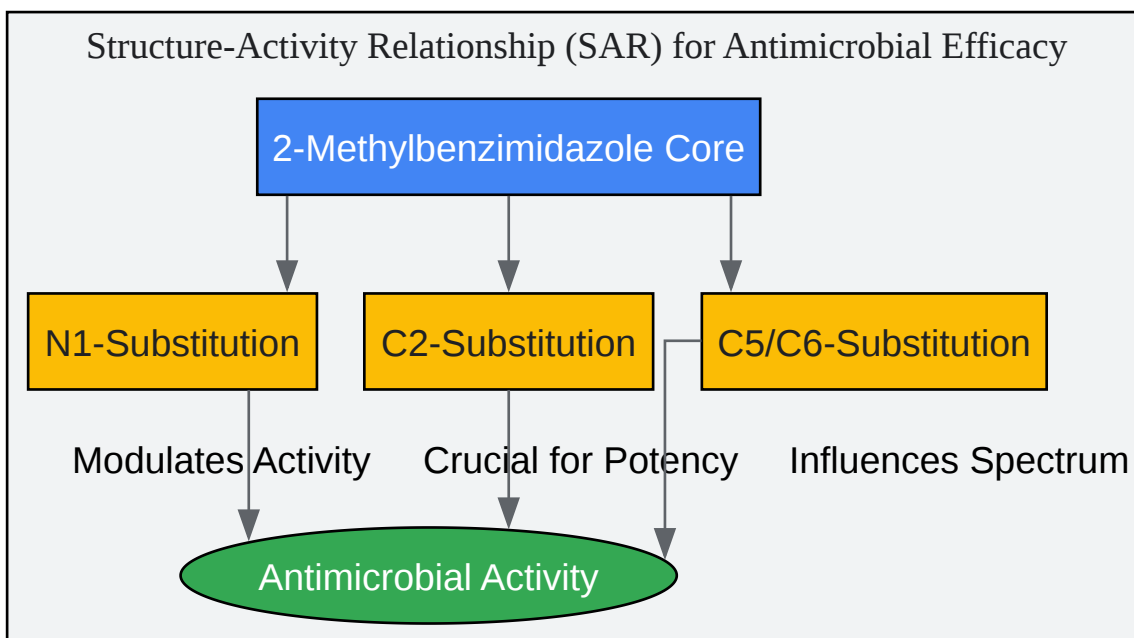 Structure-Activity Relationship (SAR) for Antimicrobial Efficacy
2-Methylbenzimidazole Core
N1-Substitution
C2-Substitution
C5/C6-Substitution
Modulates Activity
Crucial for Potency
Influences Spectrum
Antimicrobial Activity